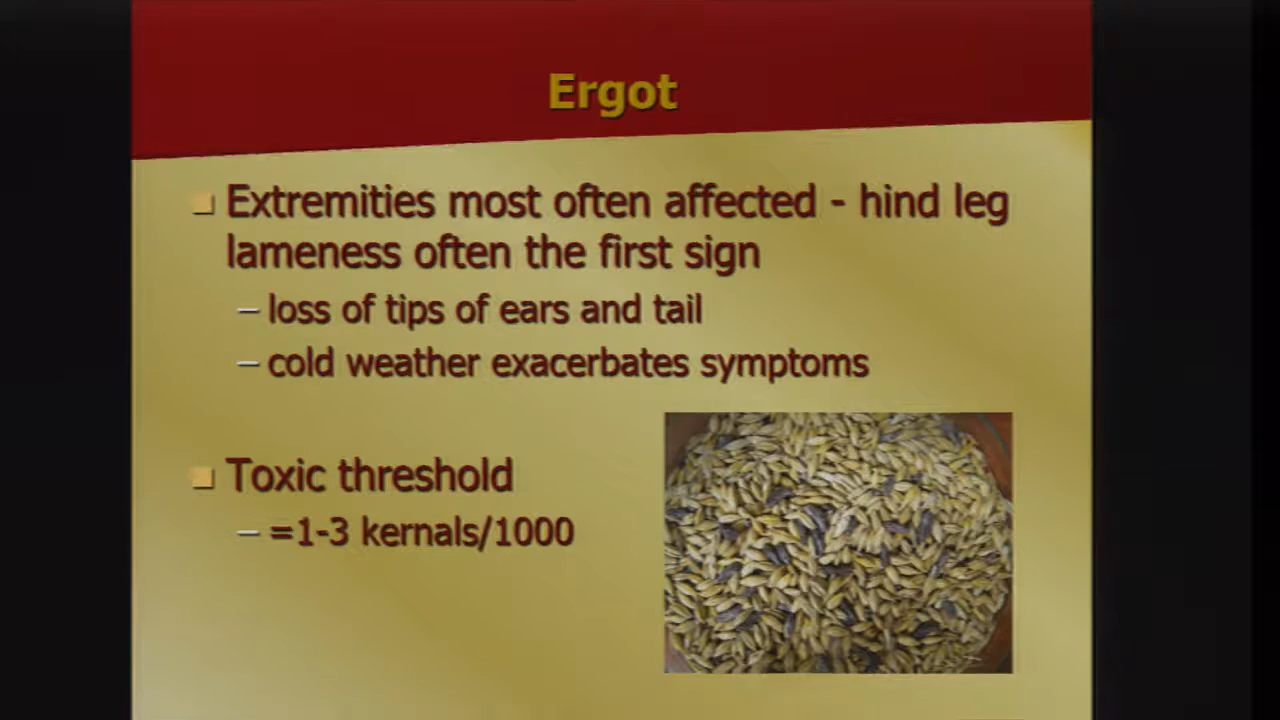 Ergot
Extremities most often affected - hind leg
lameness often the first sign
– loss of tips of ears and tail
– cold weather exacerbates symptoms
Toxic threshold
– =1-3 kernals/1000